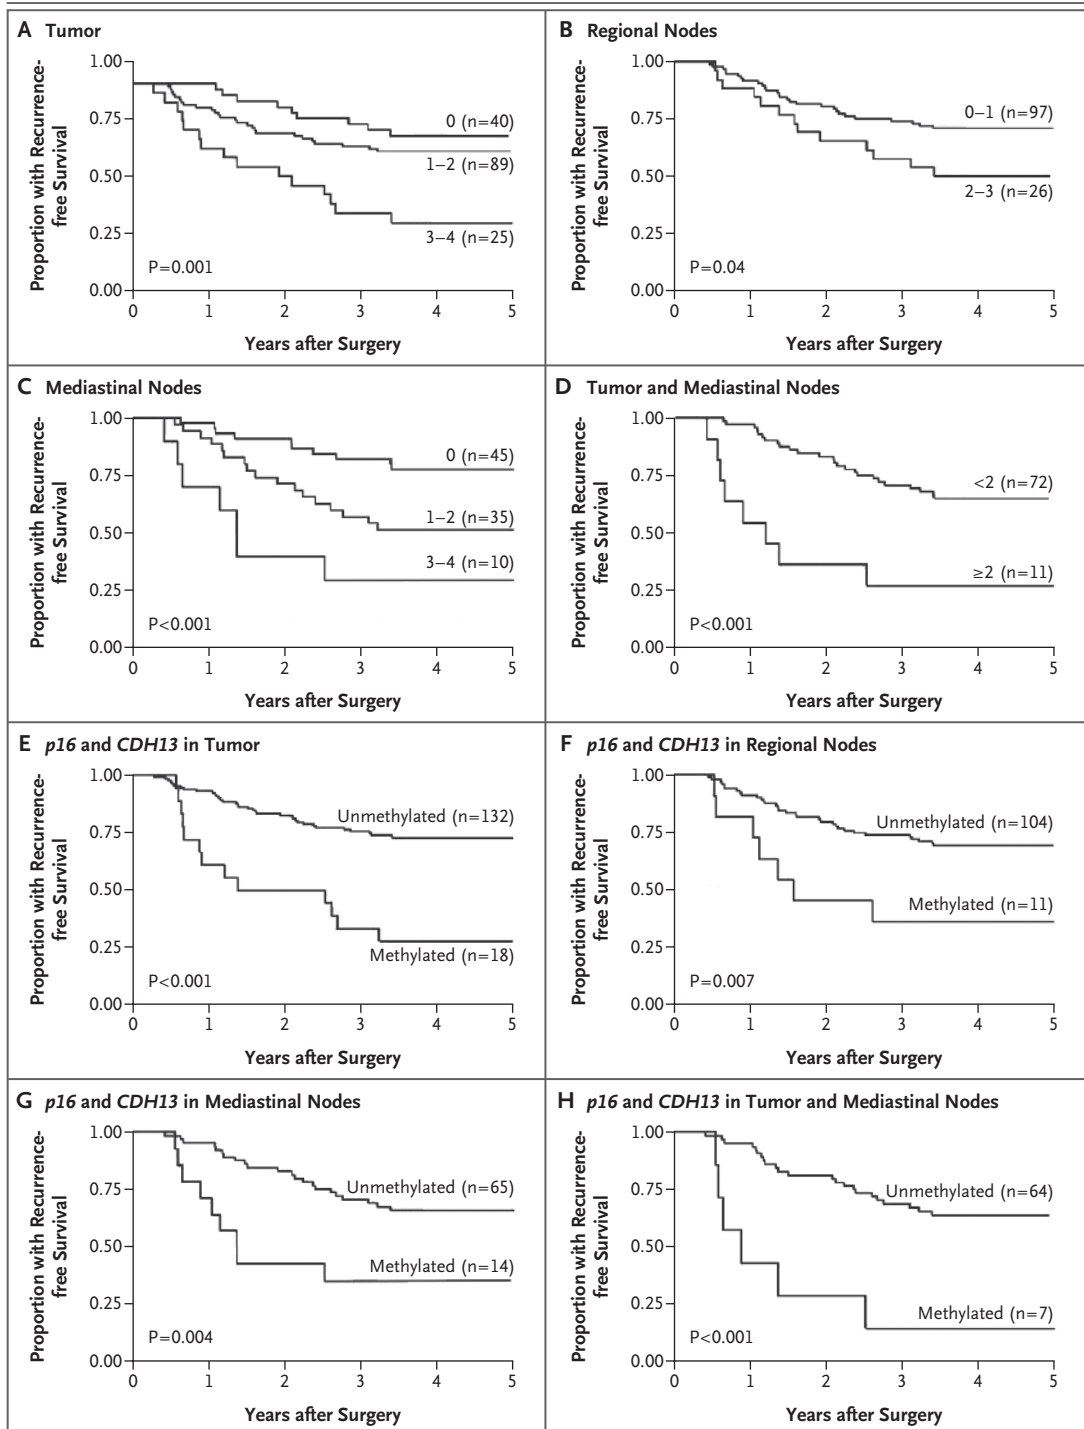 A Tumor
Proportion with Recurrence-
free Survival
1.00
0.75
0.50
0.25
0.00
0 (n=40)
1–2 (n=89)
3–4 (n=25)
P=0.001
0 1 2 3 4 5
Years after Surgery
B Regional Nodes
Proportion with Recurrence-
free Survival
1.00
0.75
0.50
0.25
0.00
0–1 (n=97)
2–3 (n=26)
P=0.04
0 1 2 3 4 5
Years after Surgery
C Mediastinal Nodes
Proportion with Recurrence-
free Survival
1.00
0.75
0.50
0.25
0.00
0 (n=45)
1–2 (n=35)
3–4 (n=10)
P<0.001
0 1 2 3 4 5
Years after Surgery
D Tumor and Mediastinal Nodes
Proportion with Recurrence-
free Survival
1.00
0.75
0.50
0.25
0.00
<2 (n=72)
≥2 (n=11)
P<0.001
0 1 2 3 4 5
Years after Surgery
E p16 and CDH13 in Tumor
Proportion with Recurrence-
free Survival
1.00
0.75
0.50
0.25
0.00
Unmethylated (n=132)
Methylated (n=18)
P<0.001
0 1 2 3 4 5
Years after Surgery
F p16 and CDH13 in Regional Nodes
Proportion with Recurrence-
free Survival
1.00
0.75
0.50
0.25
0.00
Unmethylated (n=104)
Methylated (n=11)
P=0.007
0 1 2 3 4 5
Years after Surgery
G p16 and CDH13 in Mediastinal Nodes
Proportion with Recurrence-
free Survival
1.00
0.75
0.50
0.25
0.00
Unmethylated (n=65)
Methylated (n=14)
P=0.004
0 1 2 3 4 5
Years after Surgery
H p16 and CDH13 in Tumor and Mediastinal Nodes
Proportion with Recurrence-
free Survival
1.00
0.75
0.50
0.25
0.00
Unmethylated (n=64)
Methylated (n=7)
P<0.001
0 1 2 3 4 5
Years after Surgery